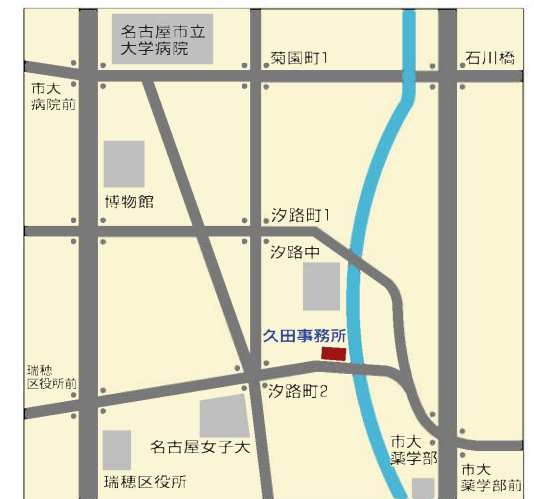 名古屋市立
大学病院
菊園町1
石川橋
市大
病院前
博物館
汐路町1
汐路中
久田事務所
瑞穂
区役所前
汐路町2
名古屋女子大
市大
薬学部
瑞穂区役所
市大
薬学部前